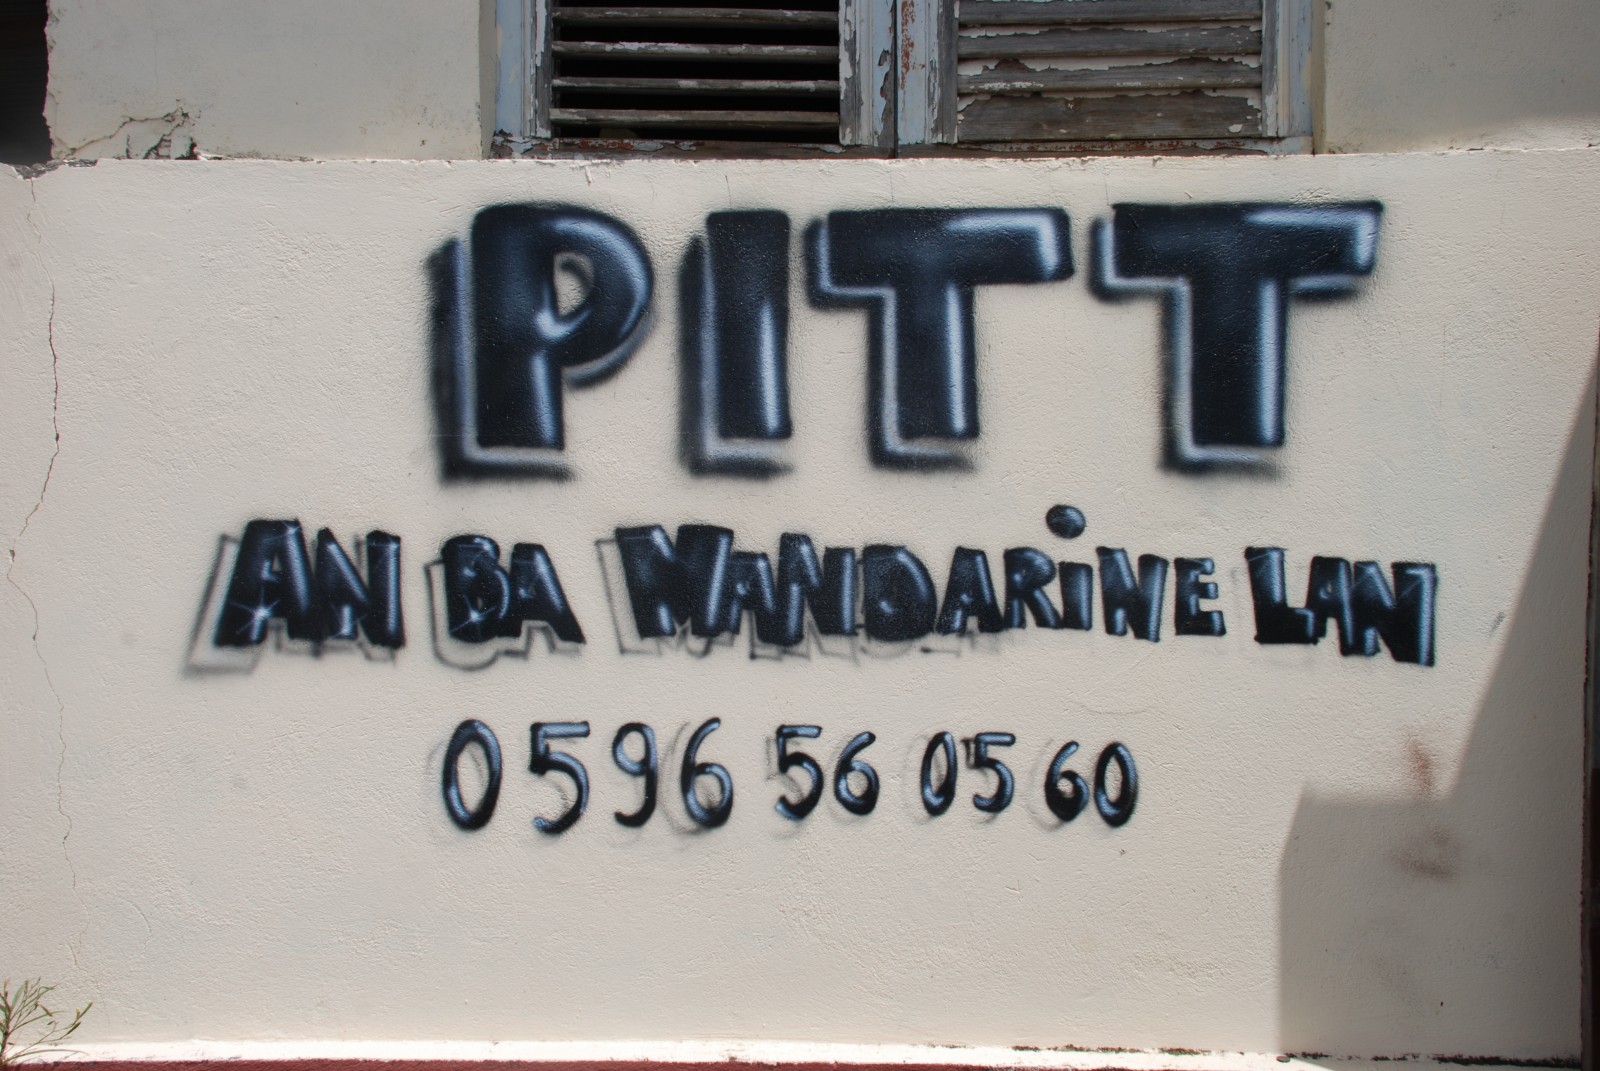 PITT
AN BA MANDARiNE LAN
0596 56 05 60